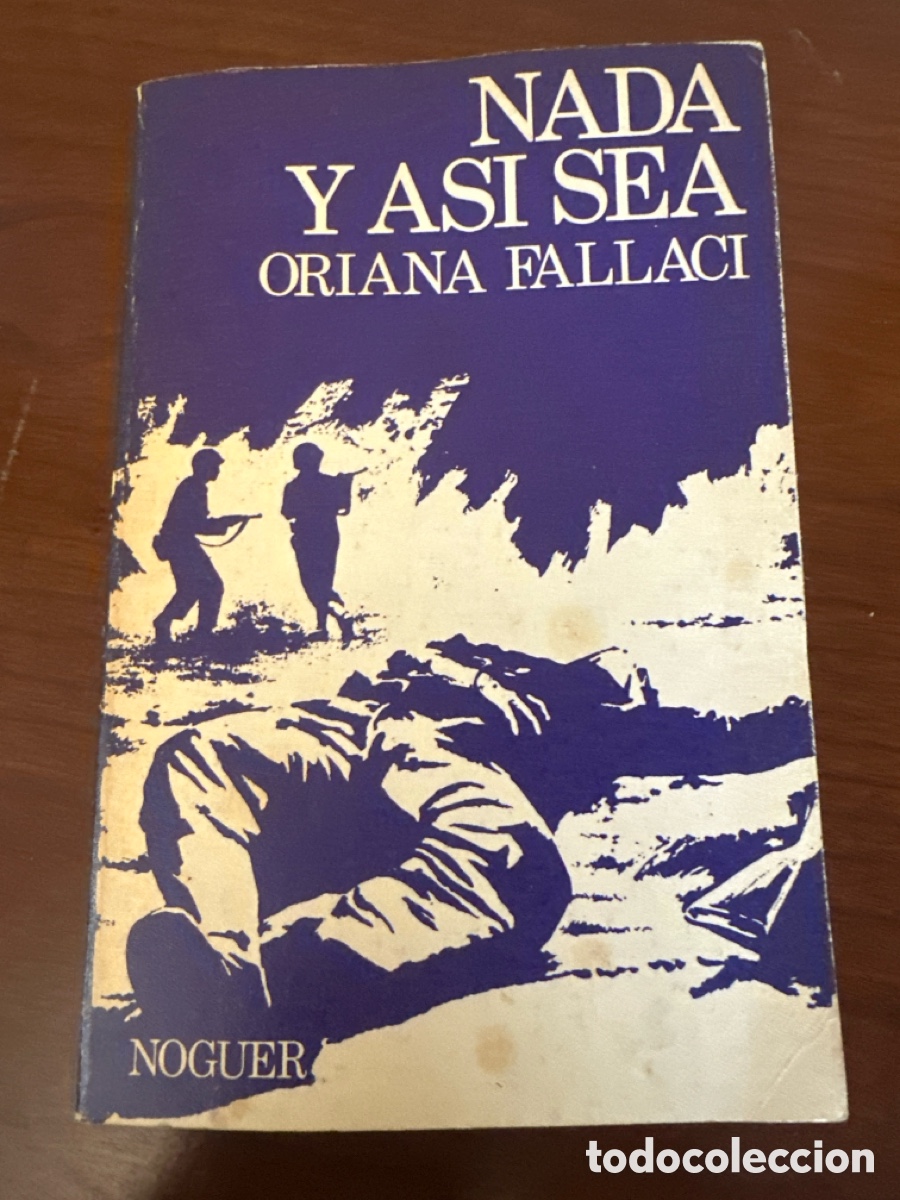 NADA
Y ASI SEA
ORIANA FALLACI
NOGUER
todocoleccion